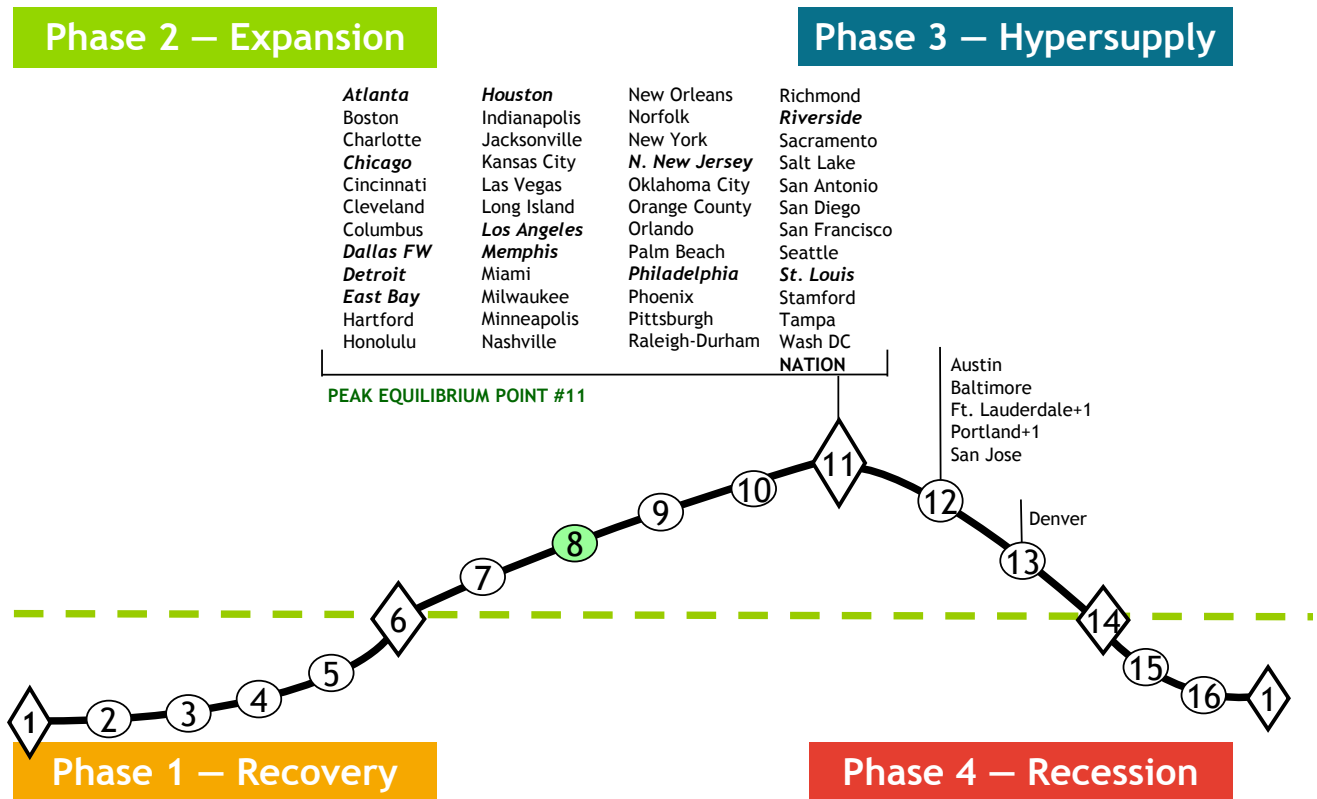 Phase 2 — Expansion
Phase 3 — Hypersupply
Atlanta
Boston
Charlotte
Chicago
Cincinnati
Cleveland
Columbus
Dallas FW
Detroit
East Bay
Hartford
Honolulu
Houston
Indianapolis
Jacksonville
Kansas City
Las Vegas
Long Island
Los Angeles
Memphis
Miami
Milwaukee
Minneapolis
Nashville
New Orleans
Norfolk
New York
N. New Jersey
Oklahoma City
Orange County
Orlando
Palm Beach
Philadelphia
Phoenix
Pittsburgh
Raleigh-Durham
Richmond
Riverside
Sacramento
Salt Lake
San Antonio
San Diego
San Francisco
Seattle
St. Louis
Stamford
Tampa
Wash DC
NATION
PEAK EQUILIBRIUM POINT #11
Austin
Baltimore
Ft. Lauderdale+1
Portland+1
San Jose
Denver
1
2
3
4
5
6
7
8
9
10
11
12
13
14
15
16
1
Phase 1 — Recovery
Phase 4 — Recession